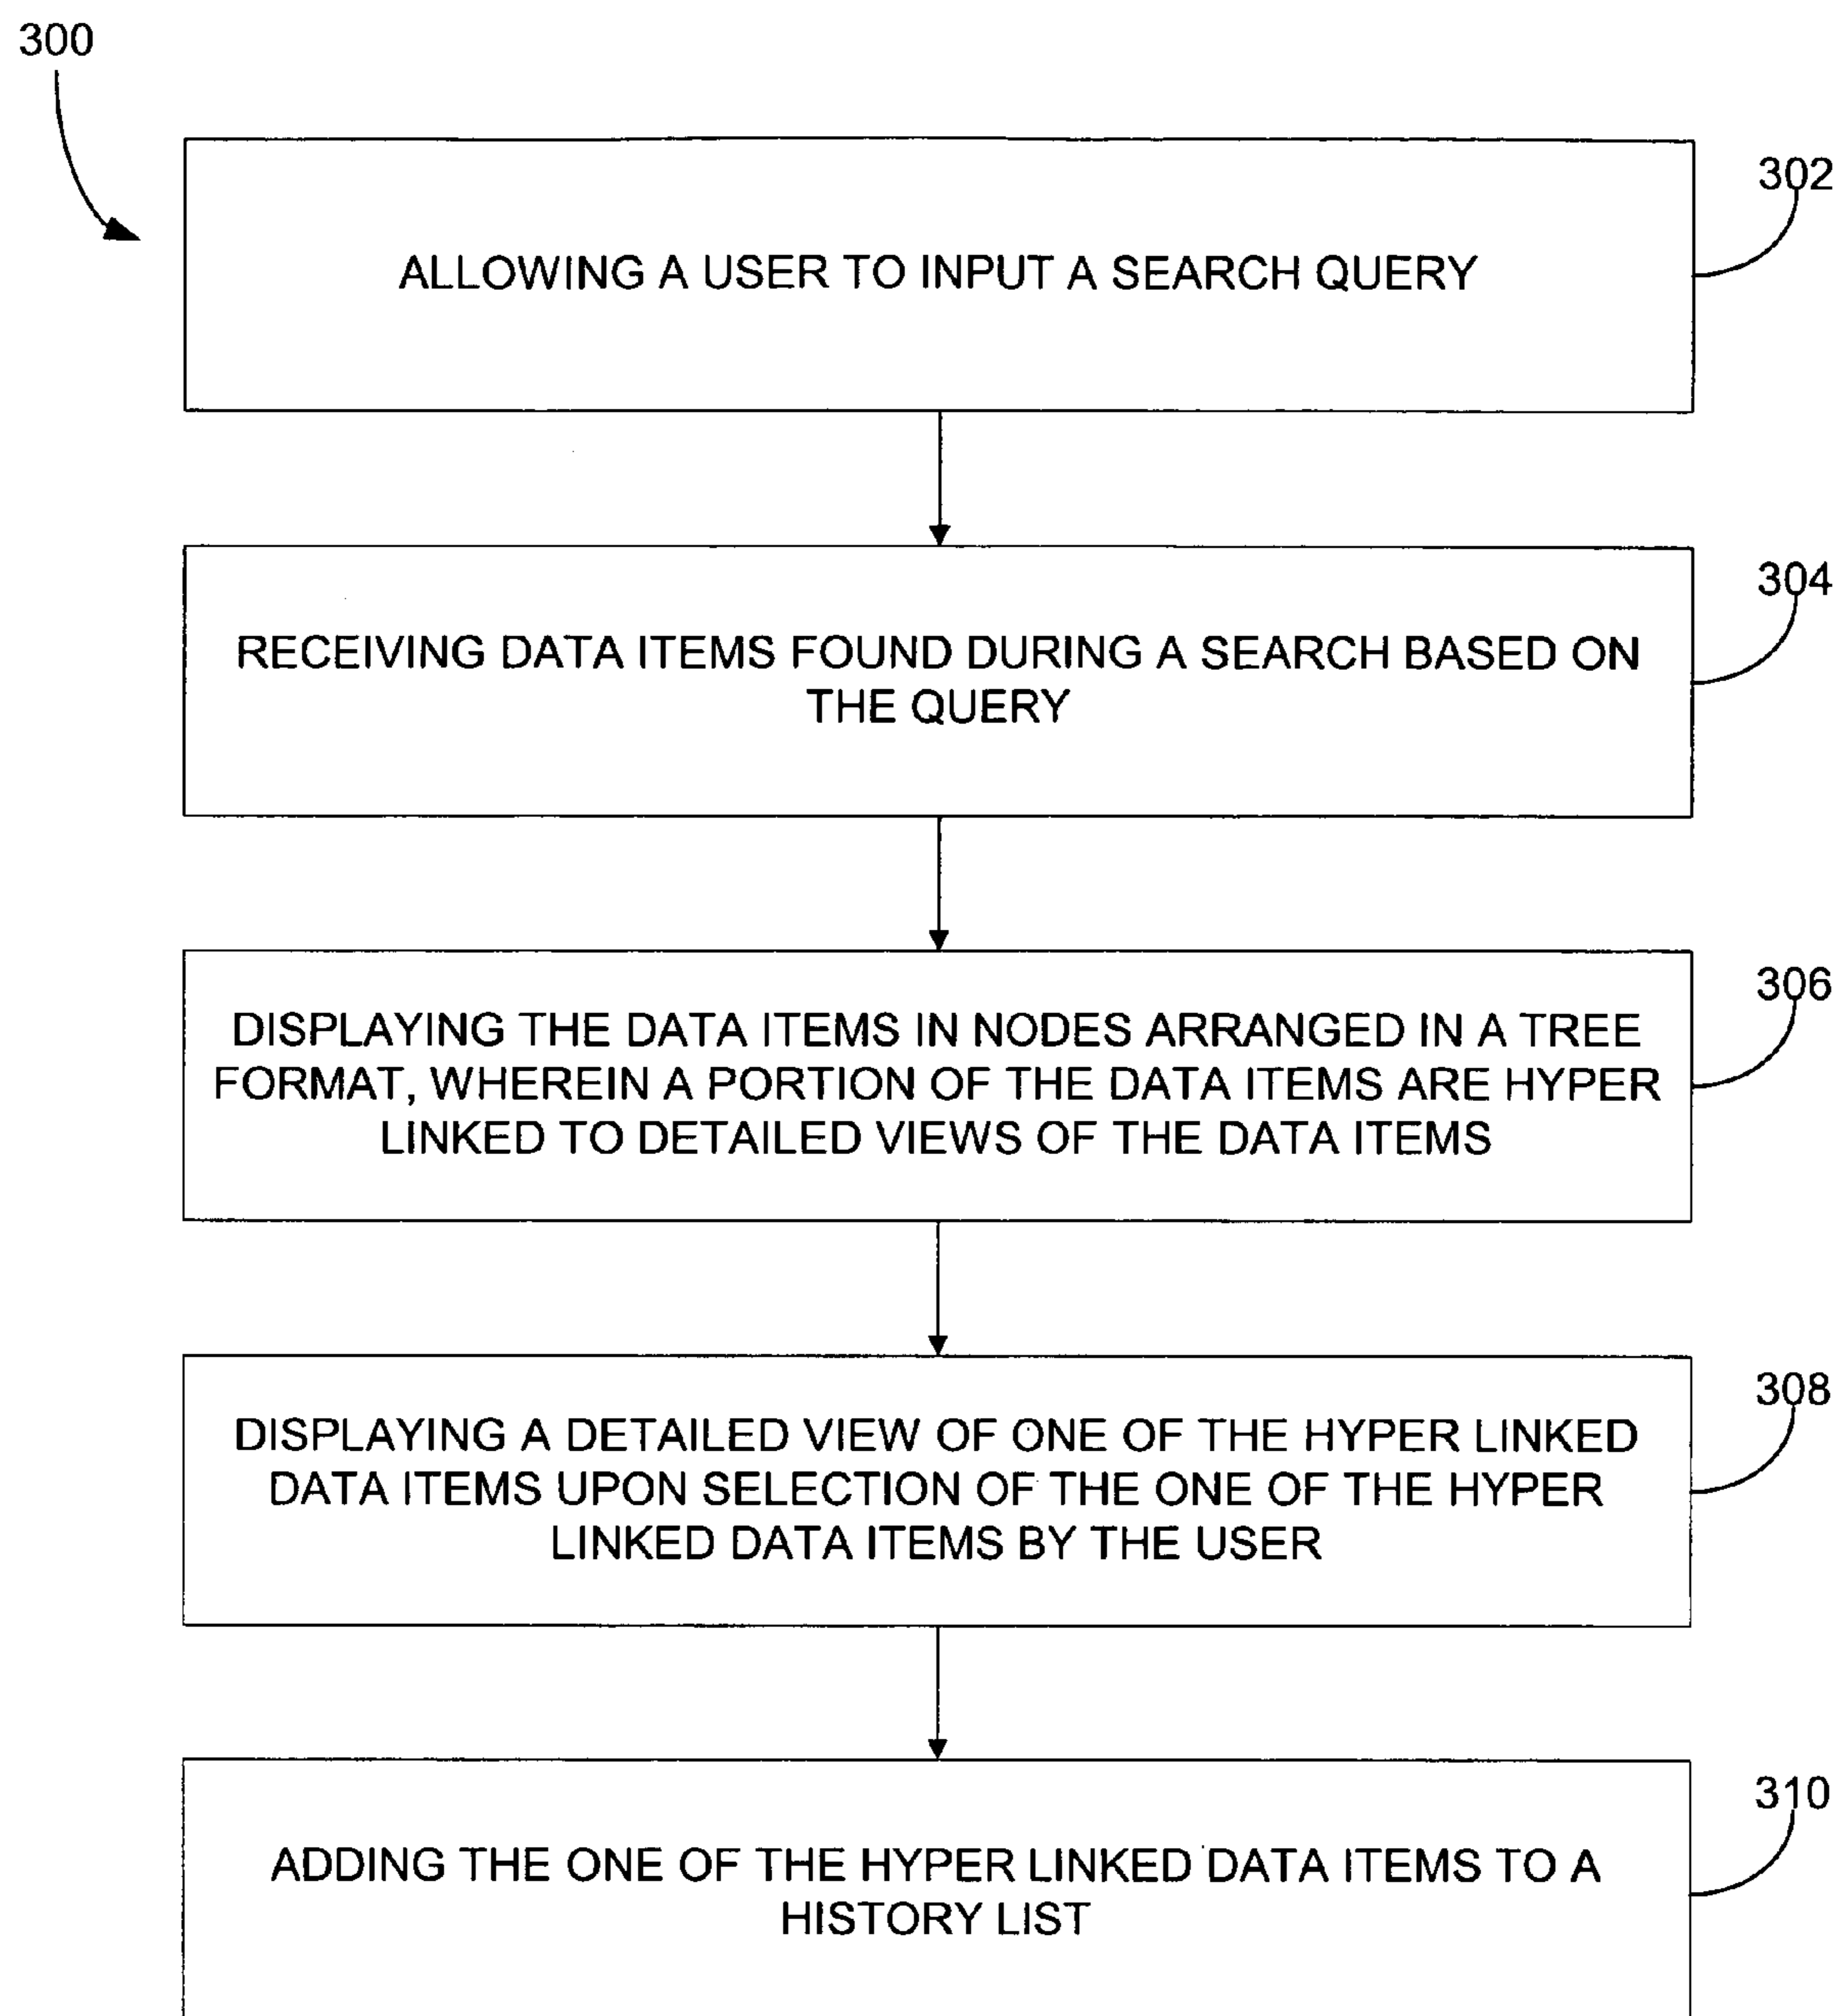 300
302
ALLOWING A USER TO INPUT A SEARCH QUERY
304
RECEIVING DATA ITEMS FOUND DURING A SEARCH BASED ON
THE QUERY
306
DISPLAYING THE DATA ITEMS IN NODES ARRANGED IN A TREE
FORMAT, WHEREIN A PORTION OF THE DATA ITEMS ARE HYPER
LINKED TO DETAILED VIEWS OF THE DATA ITEMS
308
DISPLAYING A DETAILED VIEW OF ONE OF THE HYPER LINKED
DATA ITEMS UPON SELECTION OF THE ONE OF THE HYPER
LINKED DATA ITEMS BY THE USER
310
ADDING THE ONE OF THE HYPER LINKED DATA ITEMS TO A
HISTORY LIST